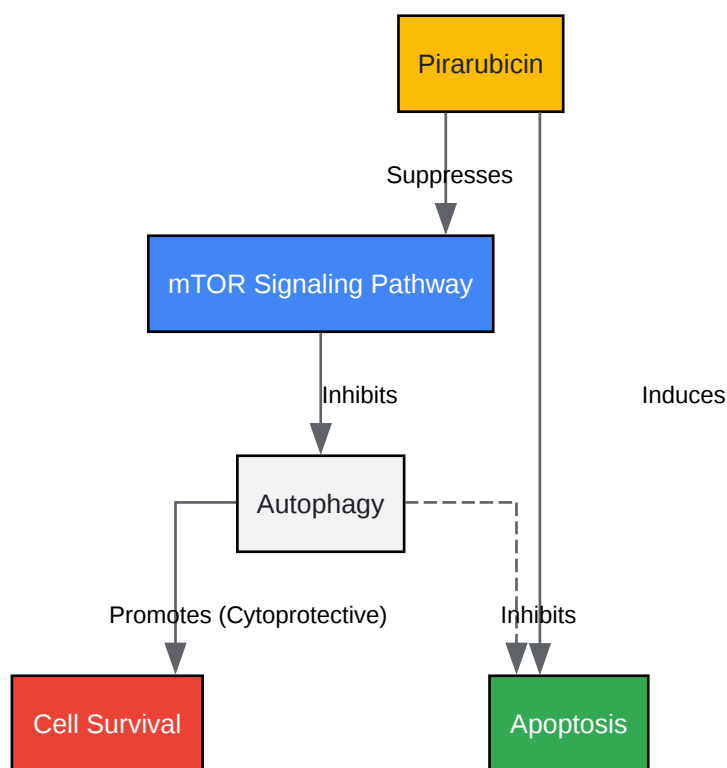 Pirarubicin
Suppresses
mTOR Signaling Pathway
Inhibits
Induces
Autophagy
Promotes (Cytoprotective)
Inhibits
Cell Survival
Apoptosis